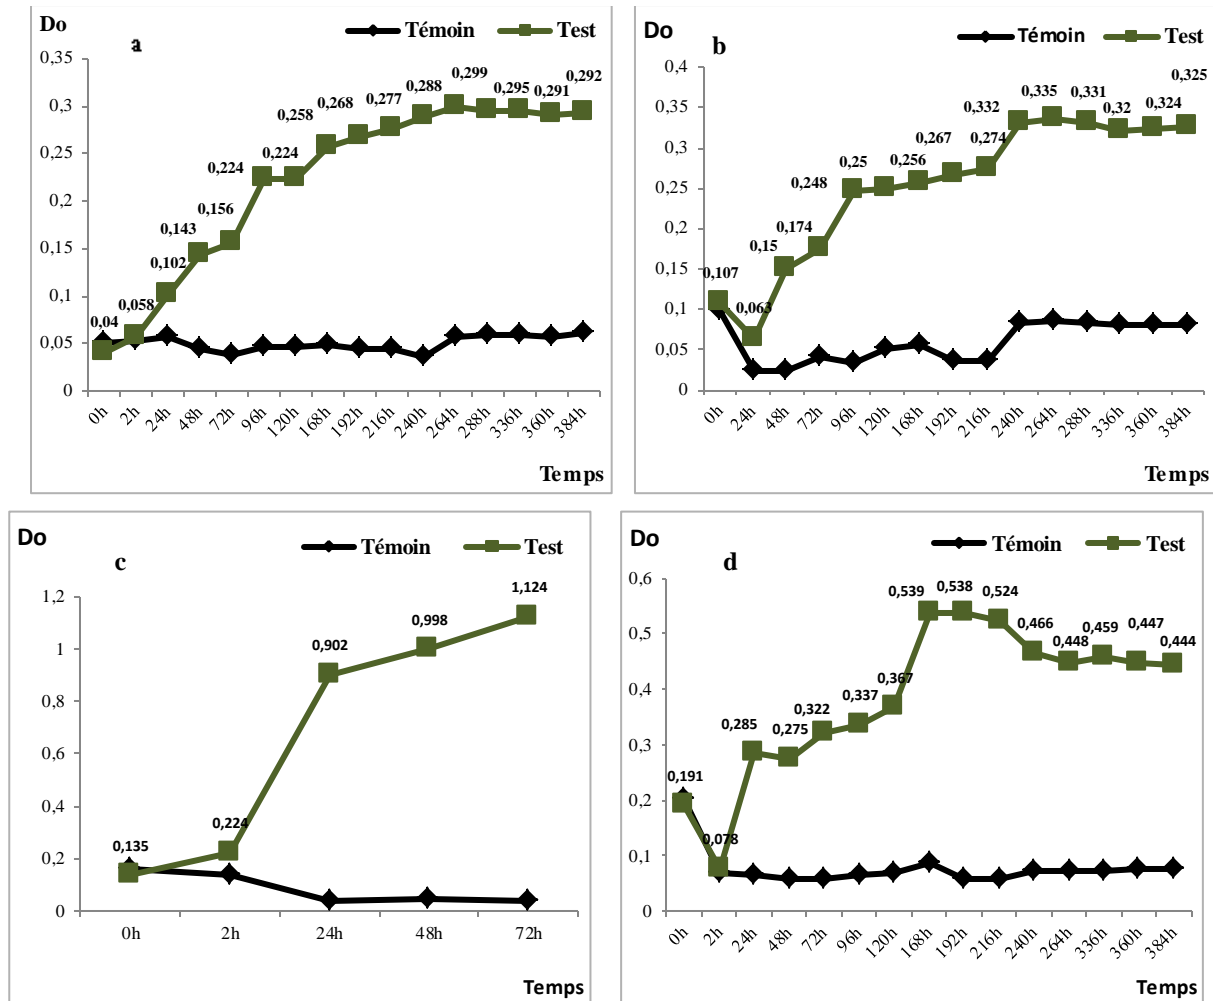 Do
a
Témoin
Test
0,35
0,3
0,25
0,2
0,15
0,1
0,05
0
0,04
0,058
0,102
0,143
0,156
0,224
0,224
0,258
0,268
0,277
0,288
0,299
0,295
0,291
0,292
0h
2h
24h
48h
72h
96h
120h
168h
192h
216h
240h
264h
288h
336h
360h
384h
Temps
Do
b
Témoin
Test
0,4
0,35
0,3
0,25
0,2
0,15
0,1
0,05
0
0,107
0,063
0,15
0,174
0,248
0,25
0,256
0,267
0,274
0,332
0,335
0,331
0,32
0,324
0,325
0h
24h
48h
72h
96h
120h
168h
192h
216h
240h
264h
288h
336h
360h
384h
Temps
Do
c
Témoin
Test
1,2
1
0,8
0,6
0,4
0,2
0
0,135
0,224
0,902
0,998
1,124
0h
2h
24h
48h
72h
Temps
Do
d
Témoin
Test
0,6
0,5
0,4
0,3
0,2
0,1
0
0,191
0,078
0,285
0,275
0,322
0,337
0,367
0,539
0,538
0,524
0,466
0,448
0,459
0,447
0,444
0h
2h
24h
48h
72h
96h
120h
168h
192h
216h
240h
264h
336h
360h
384h
Temps